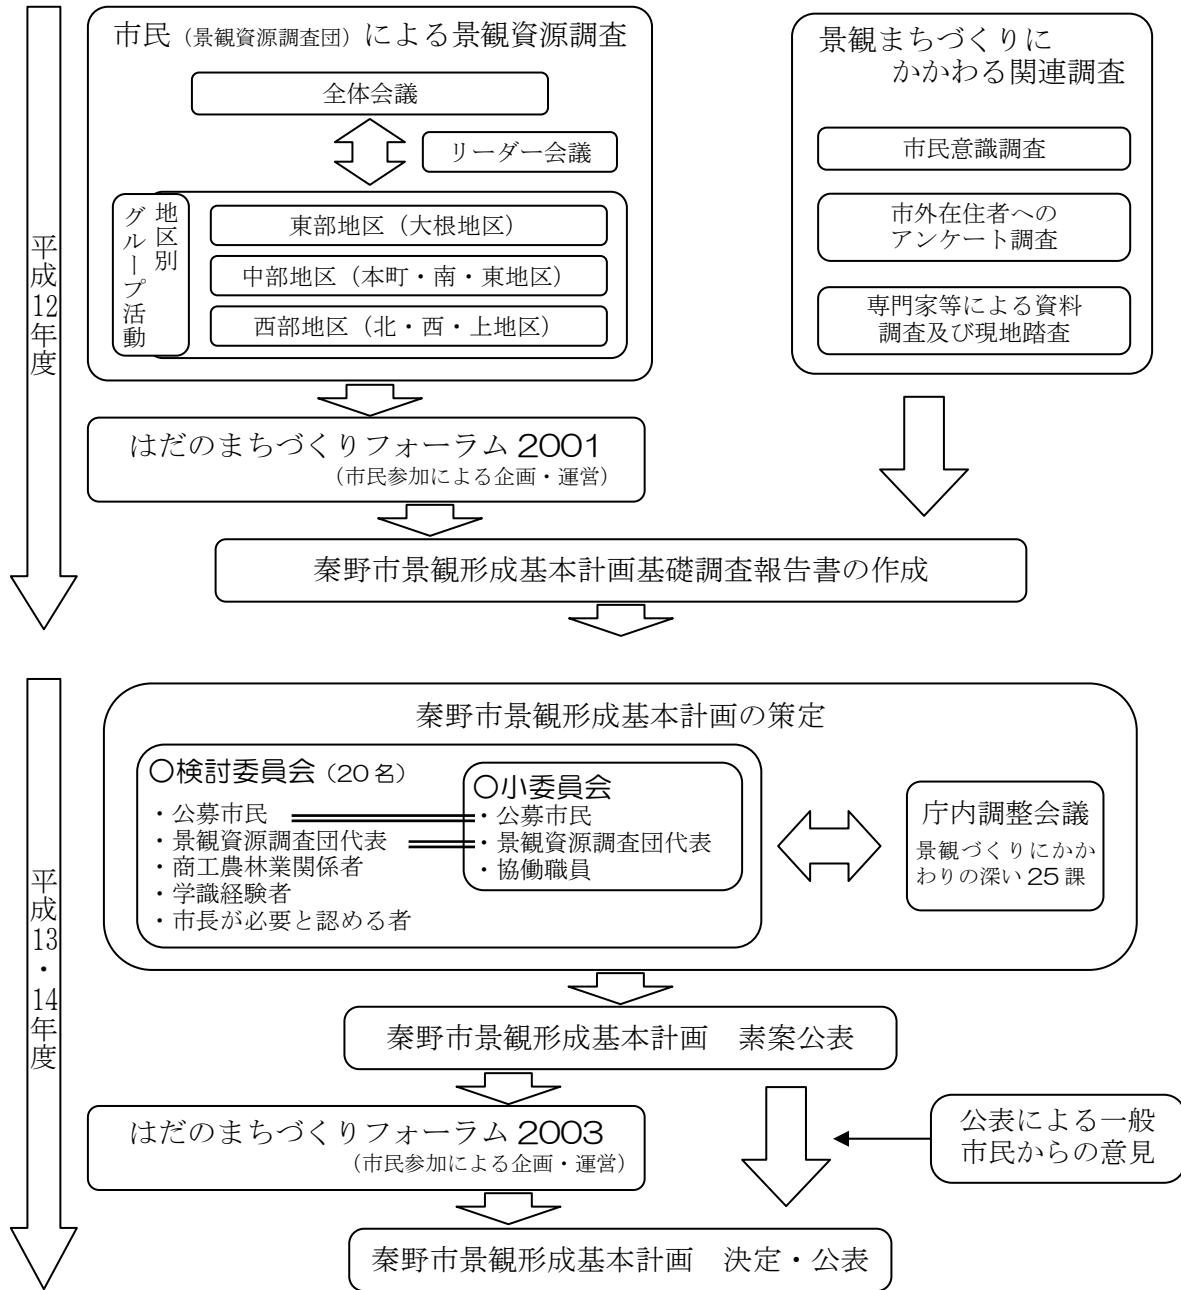 平成12年度
市民（景観資源調査団）による景観資源調査
全体会議
リーダー会議
地区別
グループ活動
東部地区（大根地区）
中部地区（本町・南・東地区）
西部地区（北・西・上地区）
景観まちづくりに
かかわる関連調査
市民意識調査
市外在住者への
アンケート調査
専門家等による資料
調査及び現地踏査
はだのまちづくりフォーラム 2001
（市民参加による企画・運営）
秦野市景観形成基本計画基礎調査報告書の作成
平成13・14年度
秦野市景観形成基本計画の策定
○検討委員会（20名）
・公募市民
・景観資源調査団代表
・商工農林業関係者
・学識経験者
・市長が必要と認める者
○小委員会
・公募市民
・景観資源調査団代表
・協働職員
庁内調整会議
景観づくりにかか
わりの深い 25課
秦野市景観形成基本計画　素案公表
はだのまちづくりフォーラム 2003
（市民参加による企画・運営）
公表による一般
市民からの意見
秦野市景観形成基本計画　決定・公表